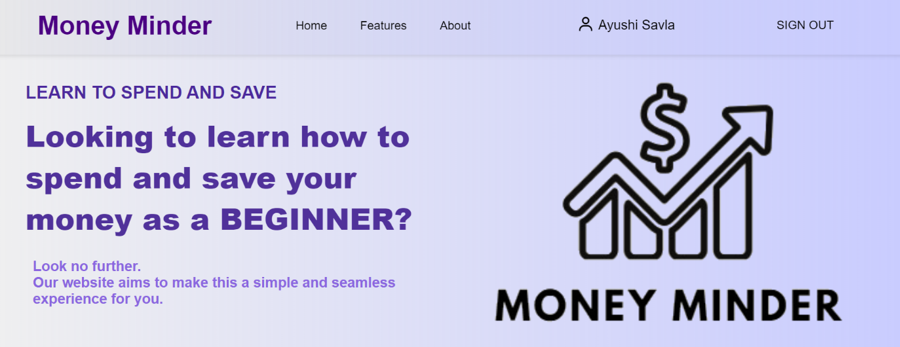 Money Minder
Home
Features
About
Ayushi Savla
SIGN OUT
LEARN TO SPEND AND SAVE
Looking to learn how to
spend and save your
money as a BEGINNER?
Look no further.
Our website aims to make this a simple and seamless
experience for you.
$
MONEY MINDER